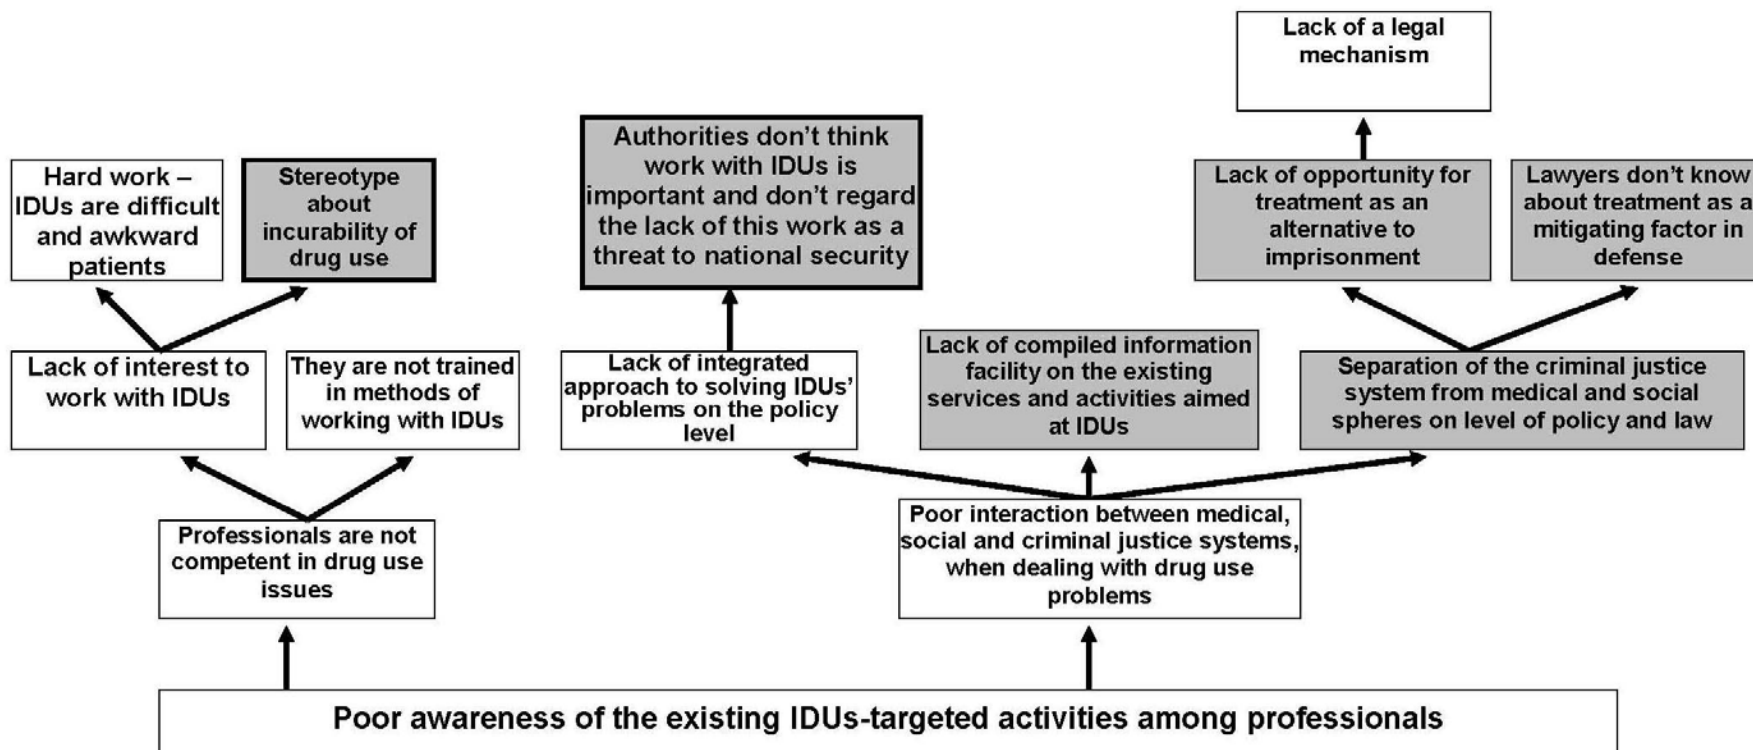 Lack of a legal
mechanism
Authorities don't think
work with IDUs is
important and don't regard
the lack of this work as a
threat to national security
Hard work –
IDUs are difficult
and awkward
patients
Stereotype
about
incurability of
drug use
Lack of opportunity for
treatment as an
alternative to
imprisonment
Lawyers don't know
about treatment as a
mitigating factor in
defense
Lack of interest to
work with IDUs
They are not trained
in methods of
working with IDUs
Lack of integrated
approach to solving IDUs'
problems on the policy
level
Lack of compiled information
facility on the existing
services and activities aimed
at IDUs
Separation of the criminal justice
system from medical and social
spheres on level of policy and law
Professionals are not
competent in drug use
issues
Poor interaction between medical,
social and criminal justice systems,
when dealing with drug use
problems
Poor awareness of the existing IDUs-targeted activities among professionals